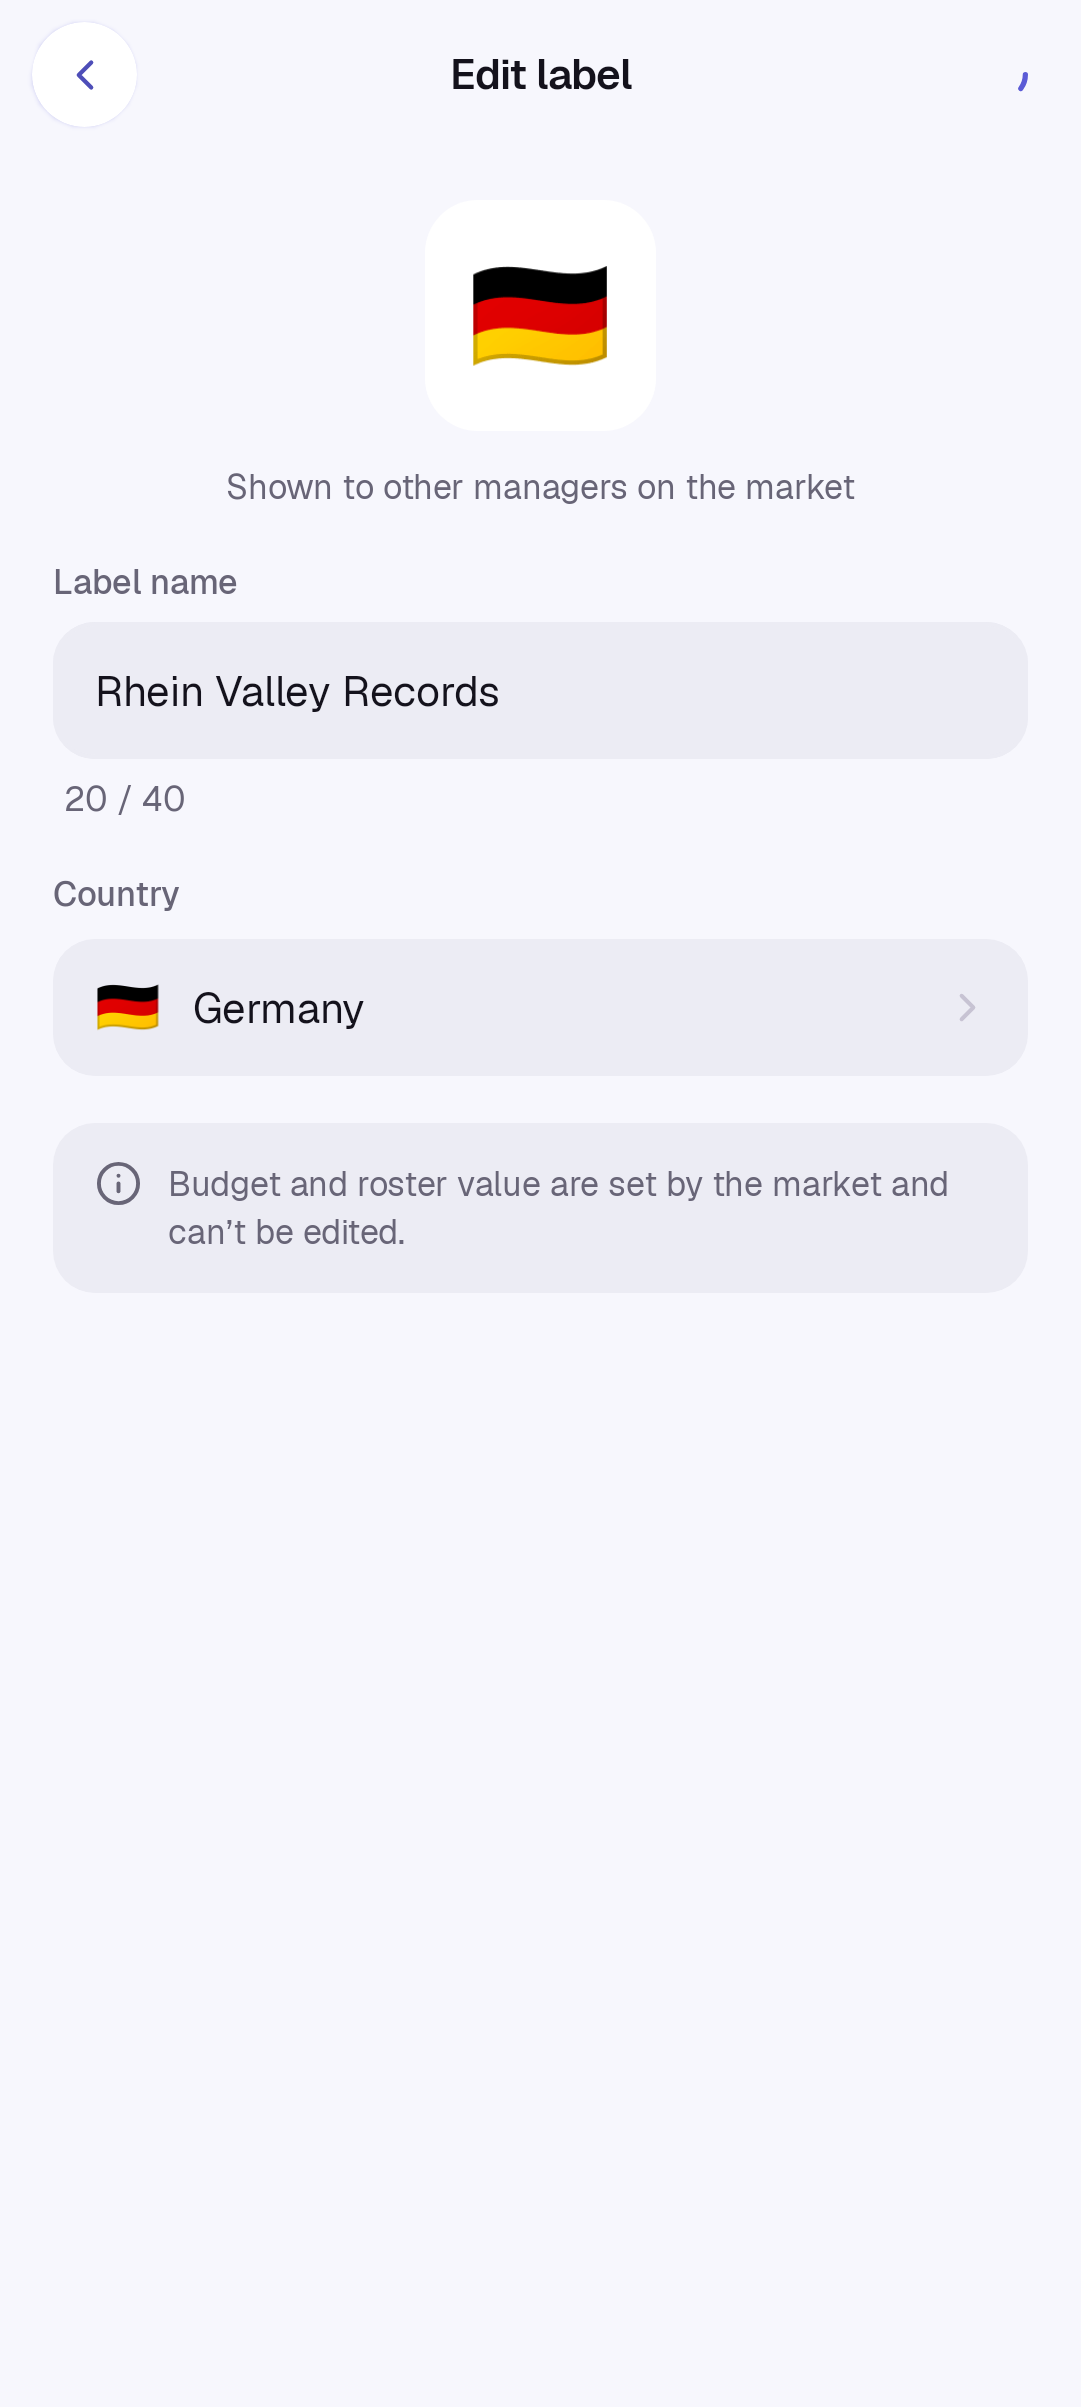 Edit label
Shown to other managers on the market
Label name
Rhein Valley Records
20 / 40
Country
Germany
Budget and roster value are set by the market and
can’t be edited.